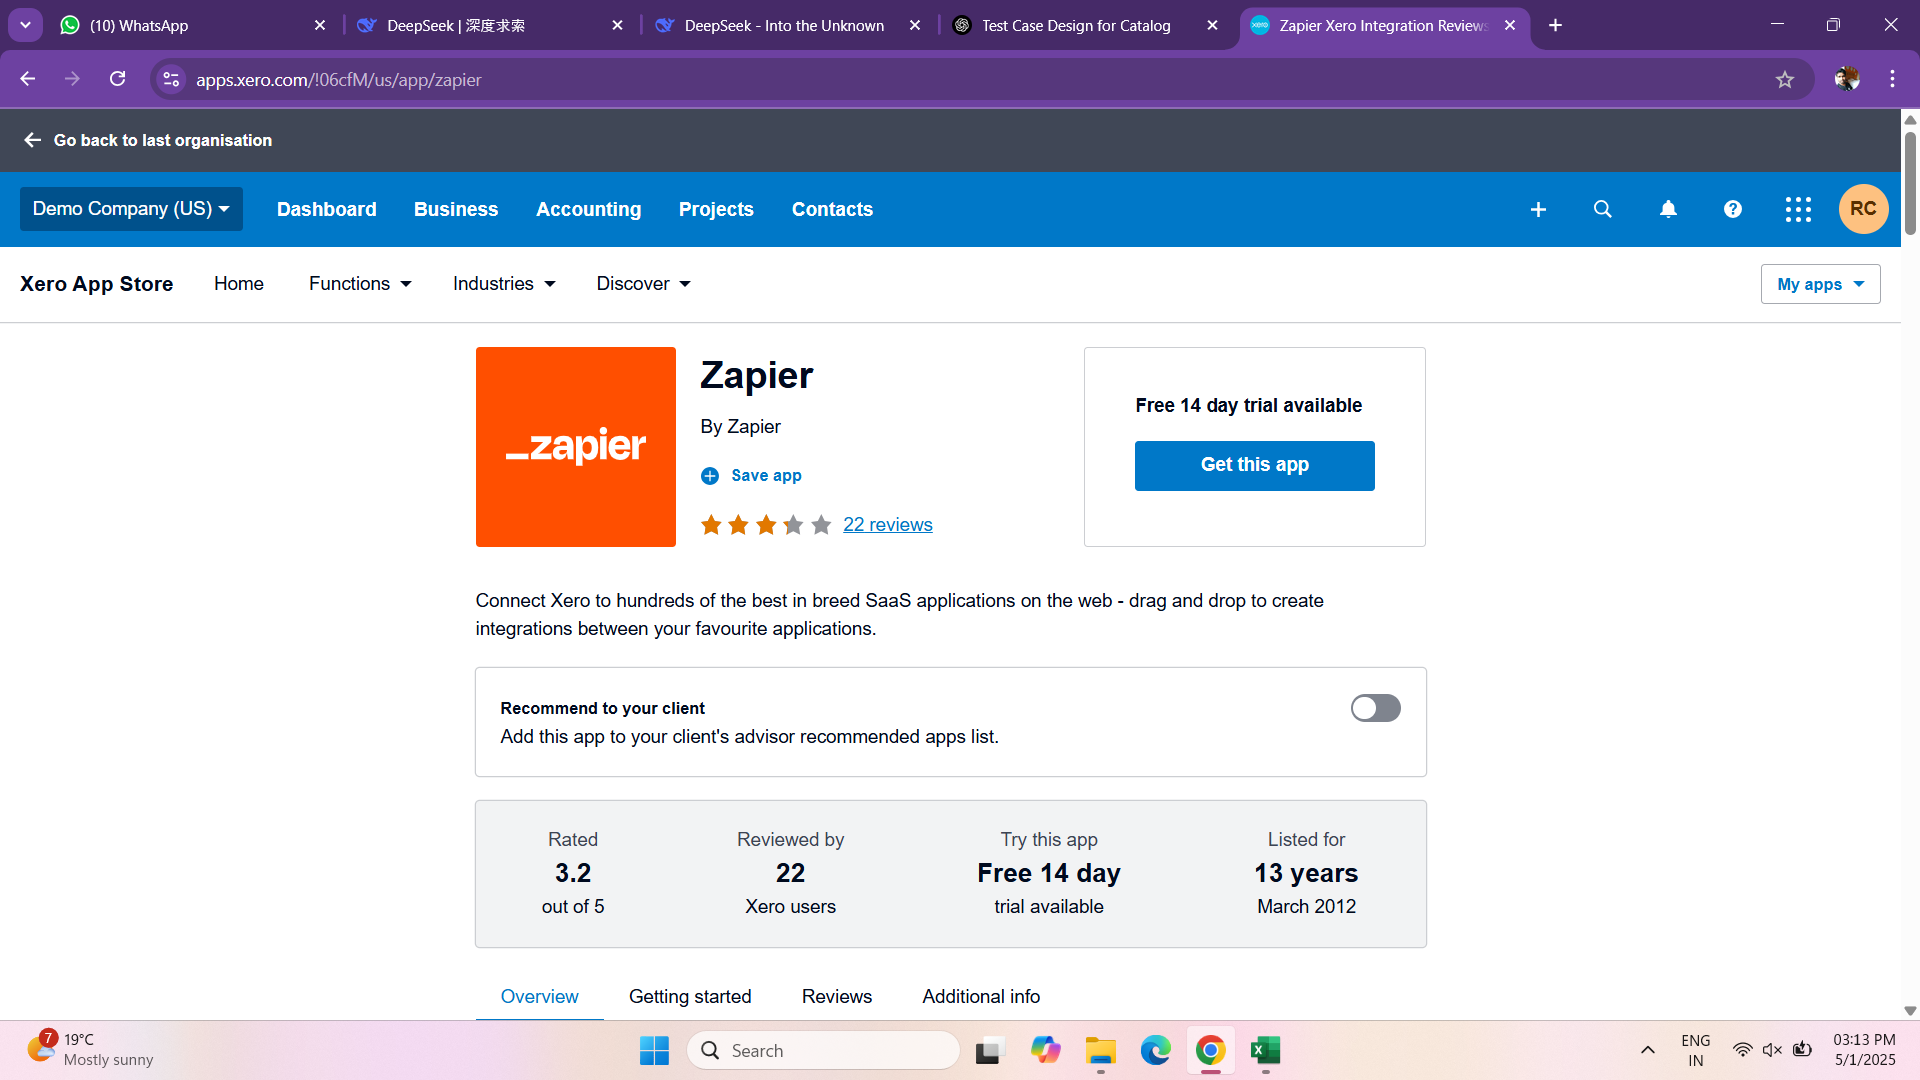 (10) WhatsApp
DeepSeek | 深度求索
DeepSeek - Into the Unknown
Test Case Design for Catalog
Zapier Xero Integration Reviews
apps.xero.com/!06cfM/us/app/zapier
Go back to last organisation
Demo Company (US)
Dashboard
Business
Accounting
Projects
Contacts
RC
Xero App Store
Home
Functions
Industries
Discover
My apps
_zapier
Zapier
By Zapier
Save app
22 reviews
Free 14 day trial available
Get this app
Connect Xero to hundreds of the best in breed SaaS applications on the web - drag and drop to create
integrations between your favourite applications.
Recommend to your client
Add this app to your client's advisor recommended apps list.
Rated
3.2
out of 5
Reviewed by
22
Xero users
Try this app
Free 14 day
trial available
Listed for
13 years
March 2012
Overview
Getting started
Reviews
Additional info
7
19°C
Mostly sunny
Search
ENG
IN
03:13 PM
5/1/2025